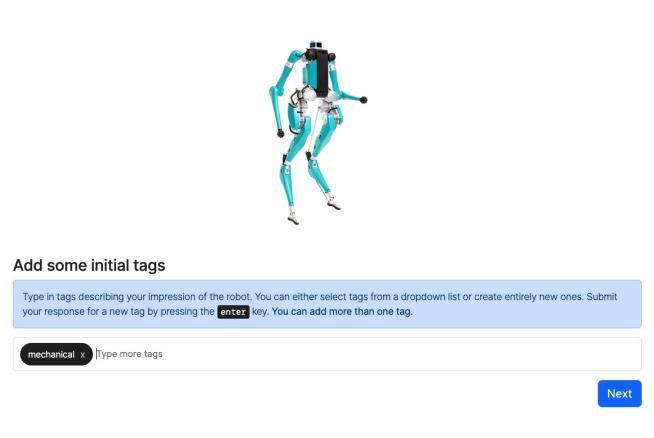 Add some initial tags
Type in tags describing your impression of the robot. You can either select tags from a dropdown list or create entirely new ones. Submit
your response for a new tag by pressing the enter key. You can add more than one tag.
mechanical x Type more tags
Next